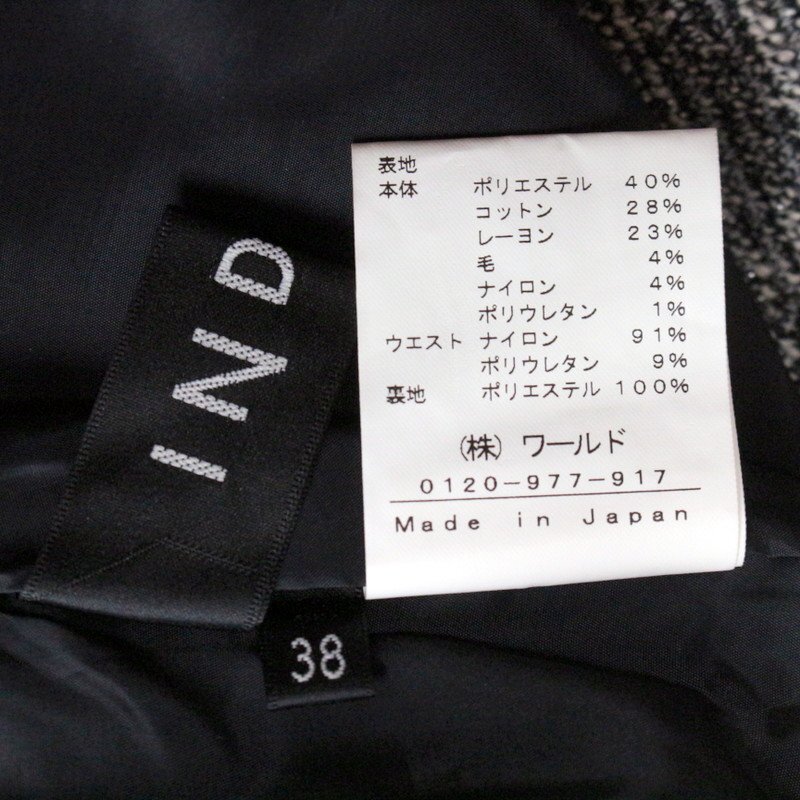 IND
表地
本体 ポリエステル 40%
コットン 28%
レーヨン 23%
毛 4%
ナイロン 4%
ポリウレタン 1%
ウエスト ナイロン 91%
ポリウレタン 9%
裏地 ポリエステル 100%
(株) ワールド
0120-977-917
Made in Japan
38